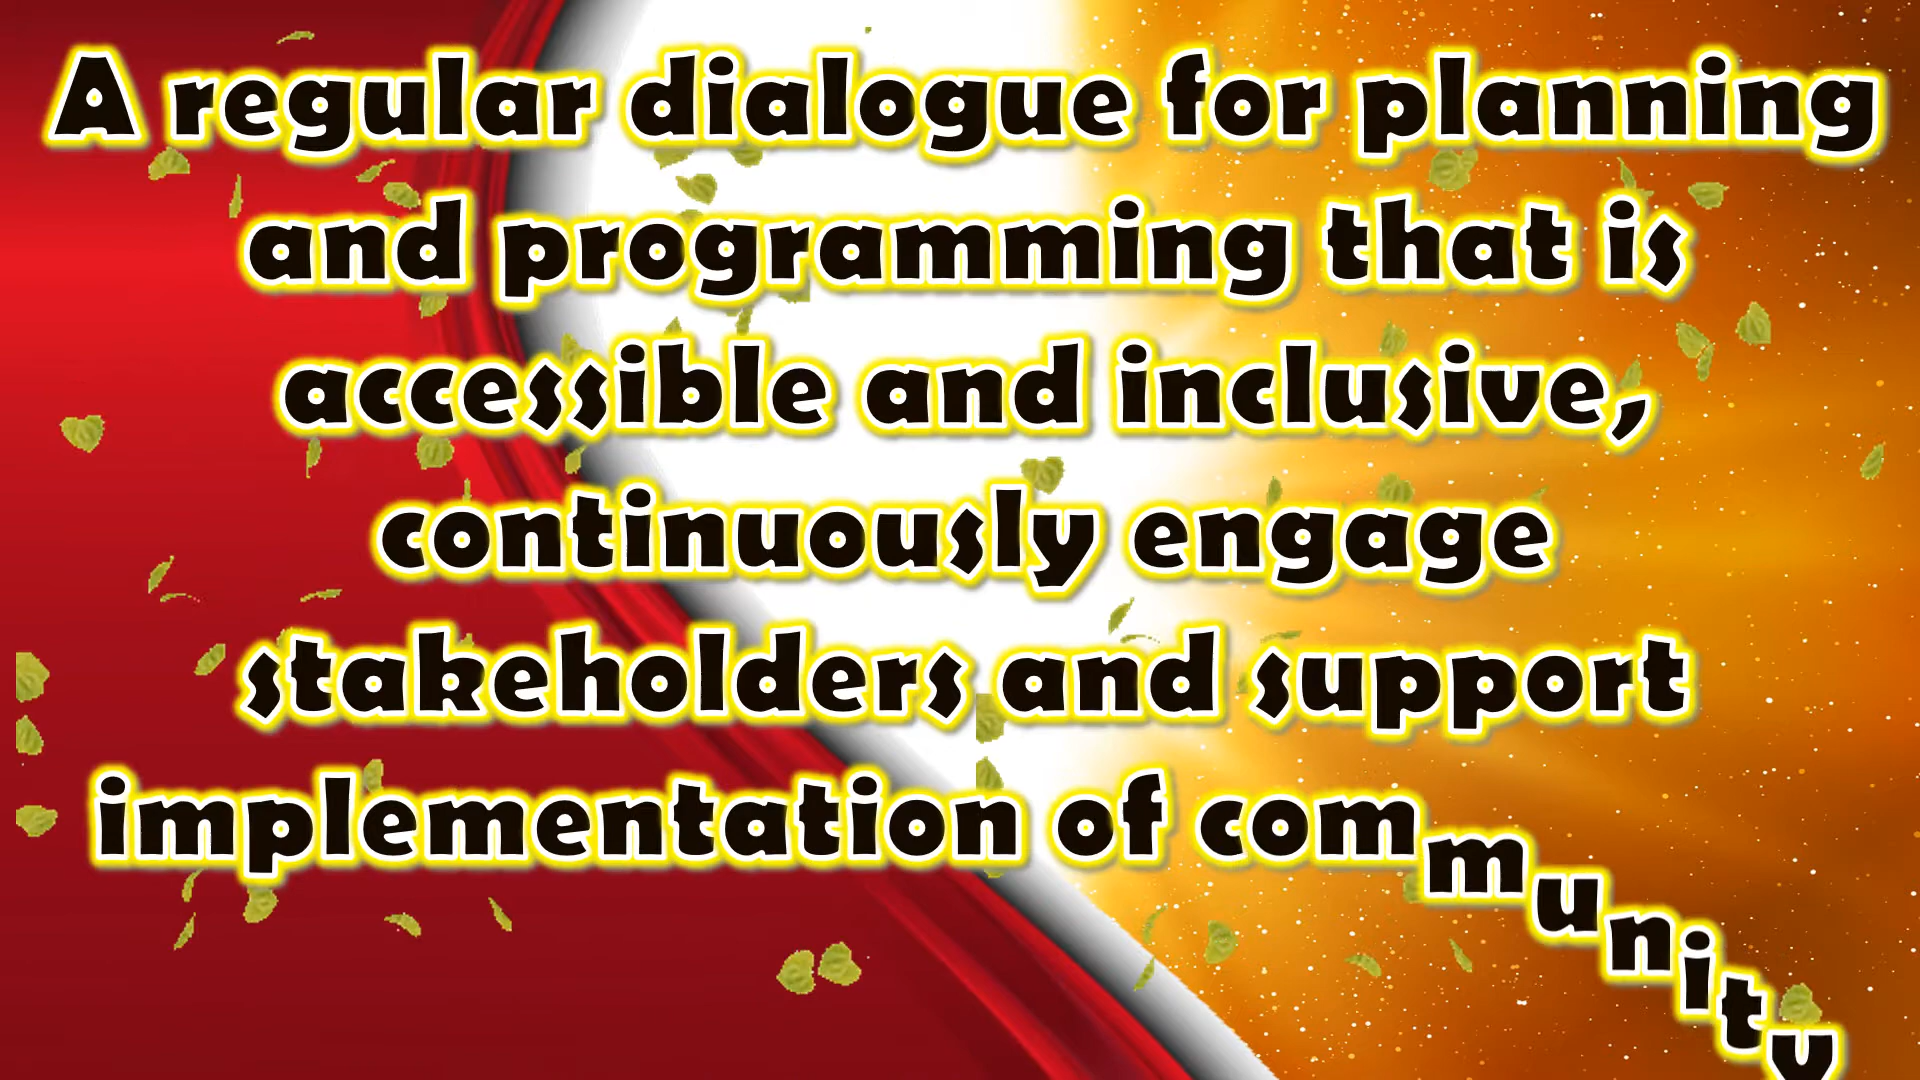 A regular dialogue for planning
and programming that is
accessible and inclusive,
continuously engage
stakeholders and support
implementation of community